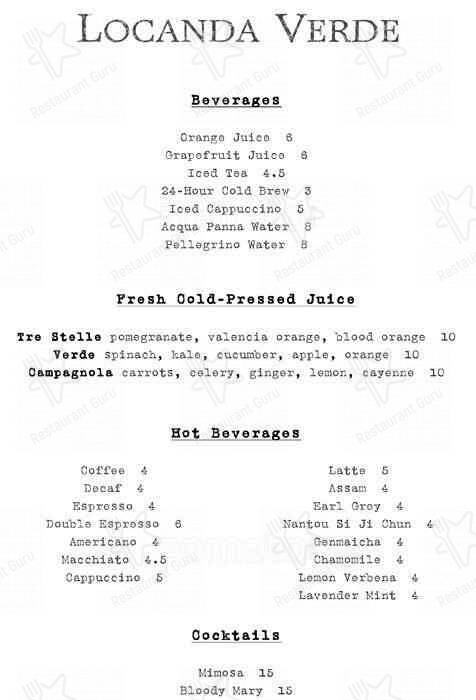 LOCANDA VERDE
Beverages
Orange Juice 6
Grapefruit Juice 6
Iced Tea 4.5
24-Hour Cold Brew 3
Iced Cappuccino 5
Acqua Panna Water 8
Pellegrino Water 8
Fresh Cold-Pressed Juice
Tre Stelle pomegranate, valencia orange, blood orange 10
Verde spinach, kale, cucumber, apple, orange 10
Campagnola carrots, celery, ginger, lemon, cayenne 10
Hot Beverages
Coffee 4
Decaf 4
Espresso 4
Double Espresso 6
Americano 4
Macchiato 4.5
Cappuccino 5
Latte 5
Assam 4
Earl Grey 4
Nantou Si Ji Chun 4
Genmaicha 4
Chamomile 4
Lemon Verbena 4
Lavender Mint 4
Cocktails
Mimosa 15
Bloody Mary 15
Restaurant Guru